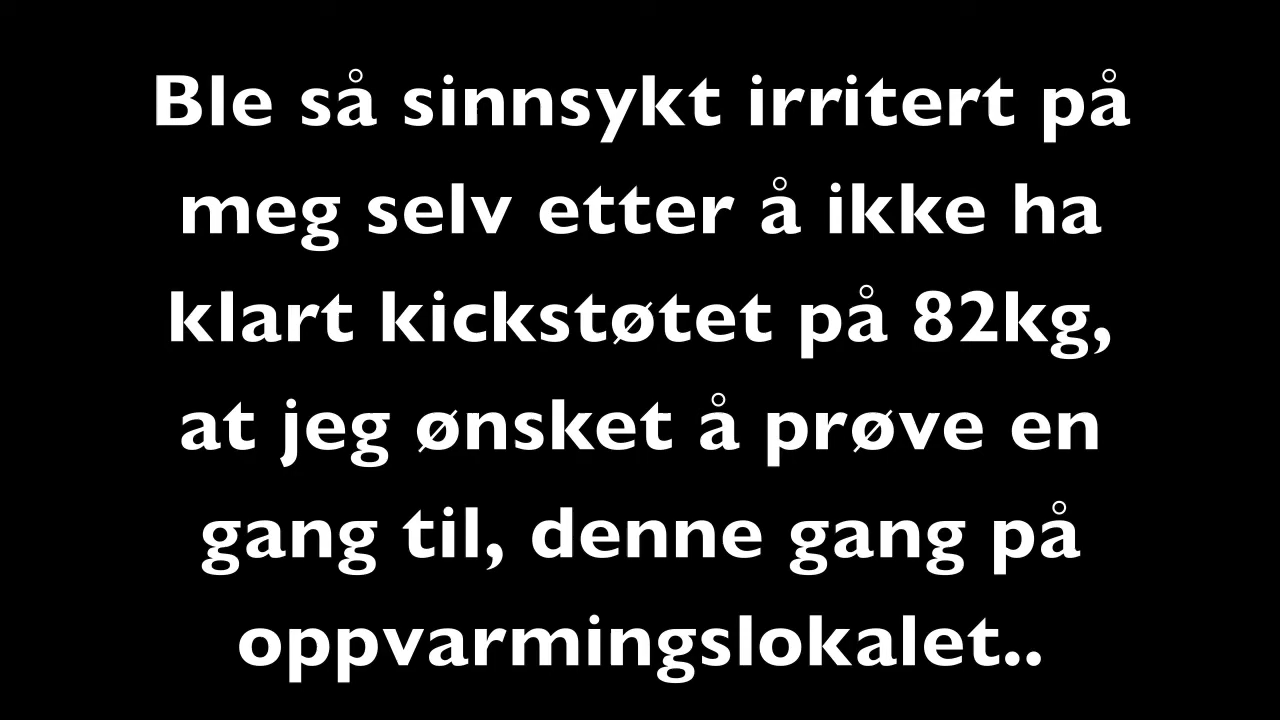 Ble så sinnsykt irritert på
meg selv etter å ikke ha
klart kickstøtet på 82kg,
at jeg ønsket å prøve en
gang til, denne gang på
oppvarmingslokalet..